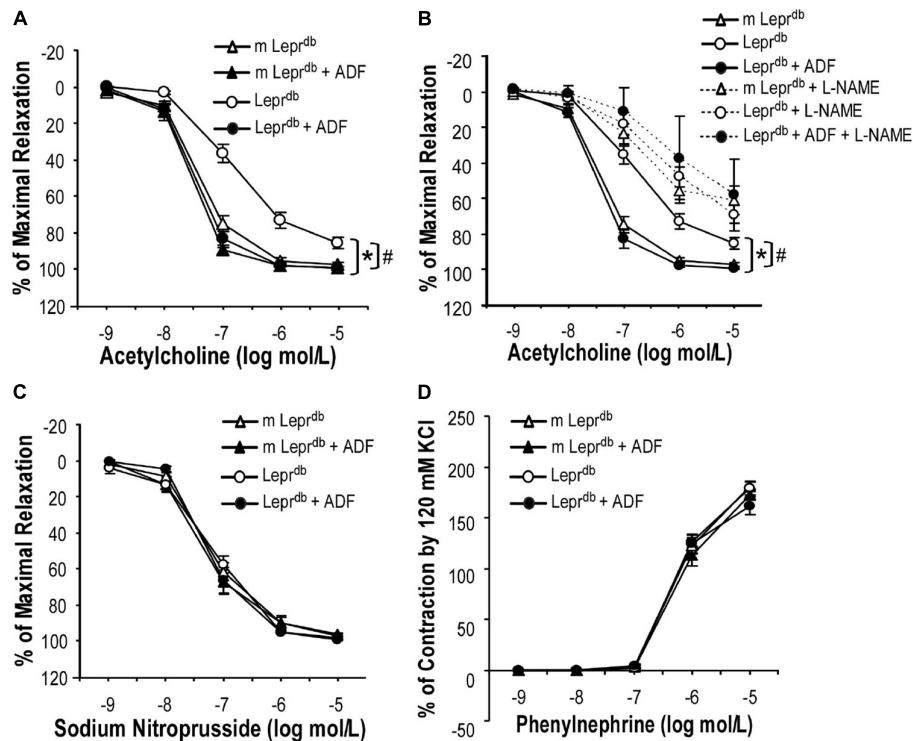 A
-20
0
20
40
60
80
100
120
% of Maximal Relaxation
m Lepr^db
m Lepr^db + ADF
Lepr^db
Lepr^db + ADF
* #
-9 -8 -7 -6 -5
Acetylcholine (log mol/L)
B
-20
0
20
40
60
80
100
120
% of Maximal Relaxation
m Lepr^db
Lepr^db
Lepr^db + ADF
m Lepr^db + L-NAME
Lepr^db + L-NAME
Lepr^db + ADF + L-NAME
* #
-9 -8 -7 -6 -5
Acetylcholine (log mol/L)
C
-20
0
20
40
60
80
100
120
% of Maximal Relaxation
m Lepr^db
m Lepr^db + ADF
Lepr^db
Lepr^db + ADF
-9 -8 -7 -6 -5
Sodium Nitroprusside (log mol/L)
D
250
200
150
100
50
0
-50
% of Contraction by 120 mM KCl
m Lepr^db
m Lepr^db + ADF
Lepr^db
Lepr^db + ADF
-9 -8 -7 -6 -5
Phenylnephrine (log mol/L)